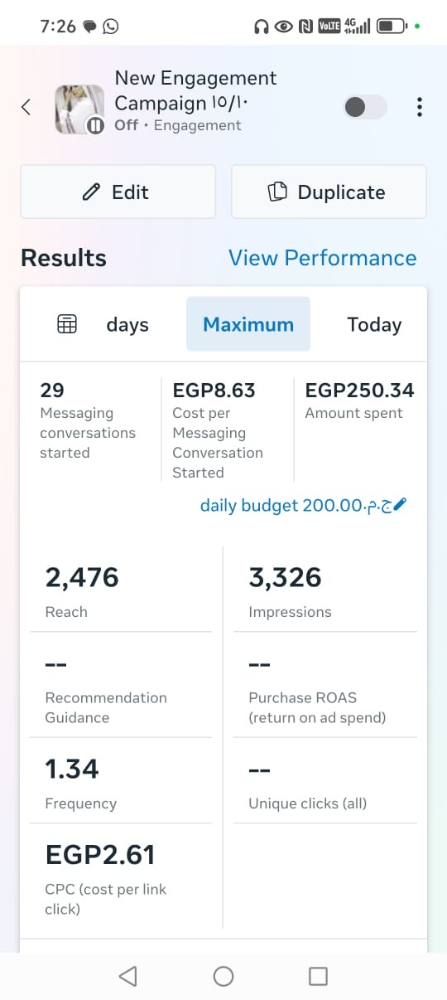 7:26
VoLTE 4G
New Engagement
Campaign ١٥/١٠
Off • Engagement
Edit
Duplicate
Results
View Performance
days
Maximum
Today
29
Messaging
conversations
started
EGP8.63
Cost per
Messaging
Conversation
Started
EGP250.34
Amount spent
daily budget 200.00ج.م.
2,476
Reach
3,326
Impressions
--
Recommendation
Guidance
--
Purchase ROAS
(return on ad spend)
1.34
Frequency
--
Unique clicks (all)
EGP2.61
CPC (cost per link
click)